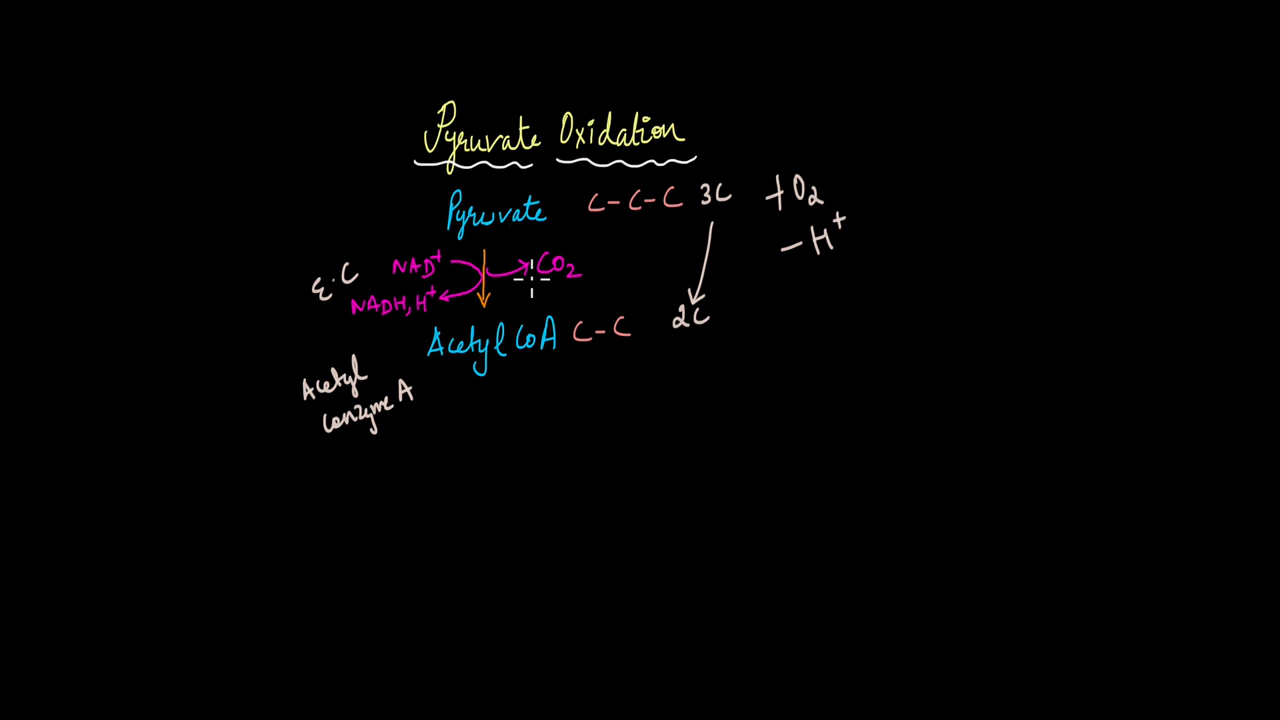 Pyruvate Oxidation
Pyruvate C-C-C 3C +O2
-H+
NAD+ CO2
ε.C
NADH, H+
Acetyl CoA C-C 2C
Acetyl
Coenzyme A